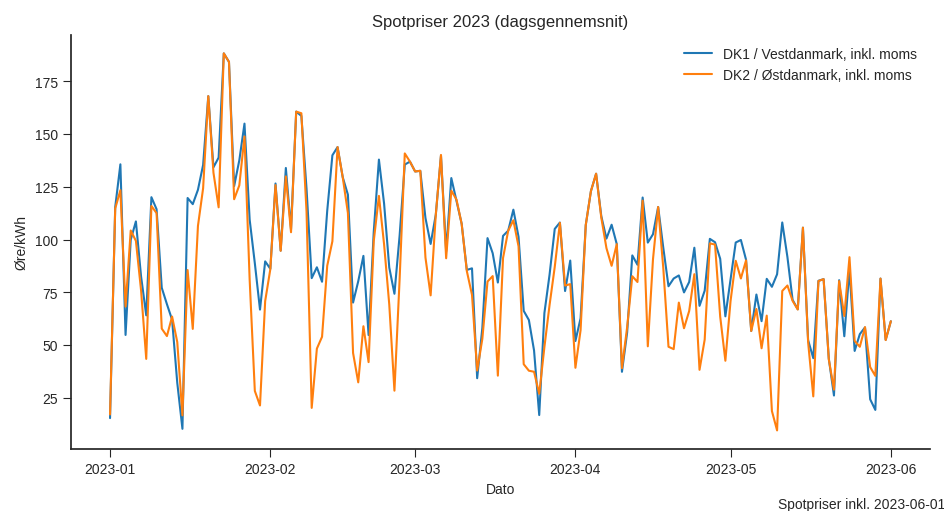 Spotpriser 2023 (dagsgennemsnit)
DK1 / Vestdanmark, inkl. moms
DK2 / Østdanmark, inkl. moms
Øre/kWh
175
150
125
100
75
50
25
2023-01
2023-02
2023-03
2023-04
2023-05
2023-06
Dato
Spotpriser inkl. 2023-06-01